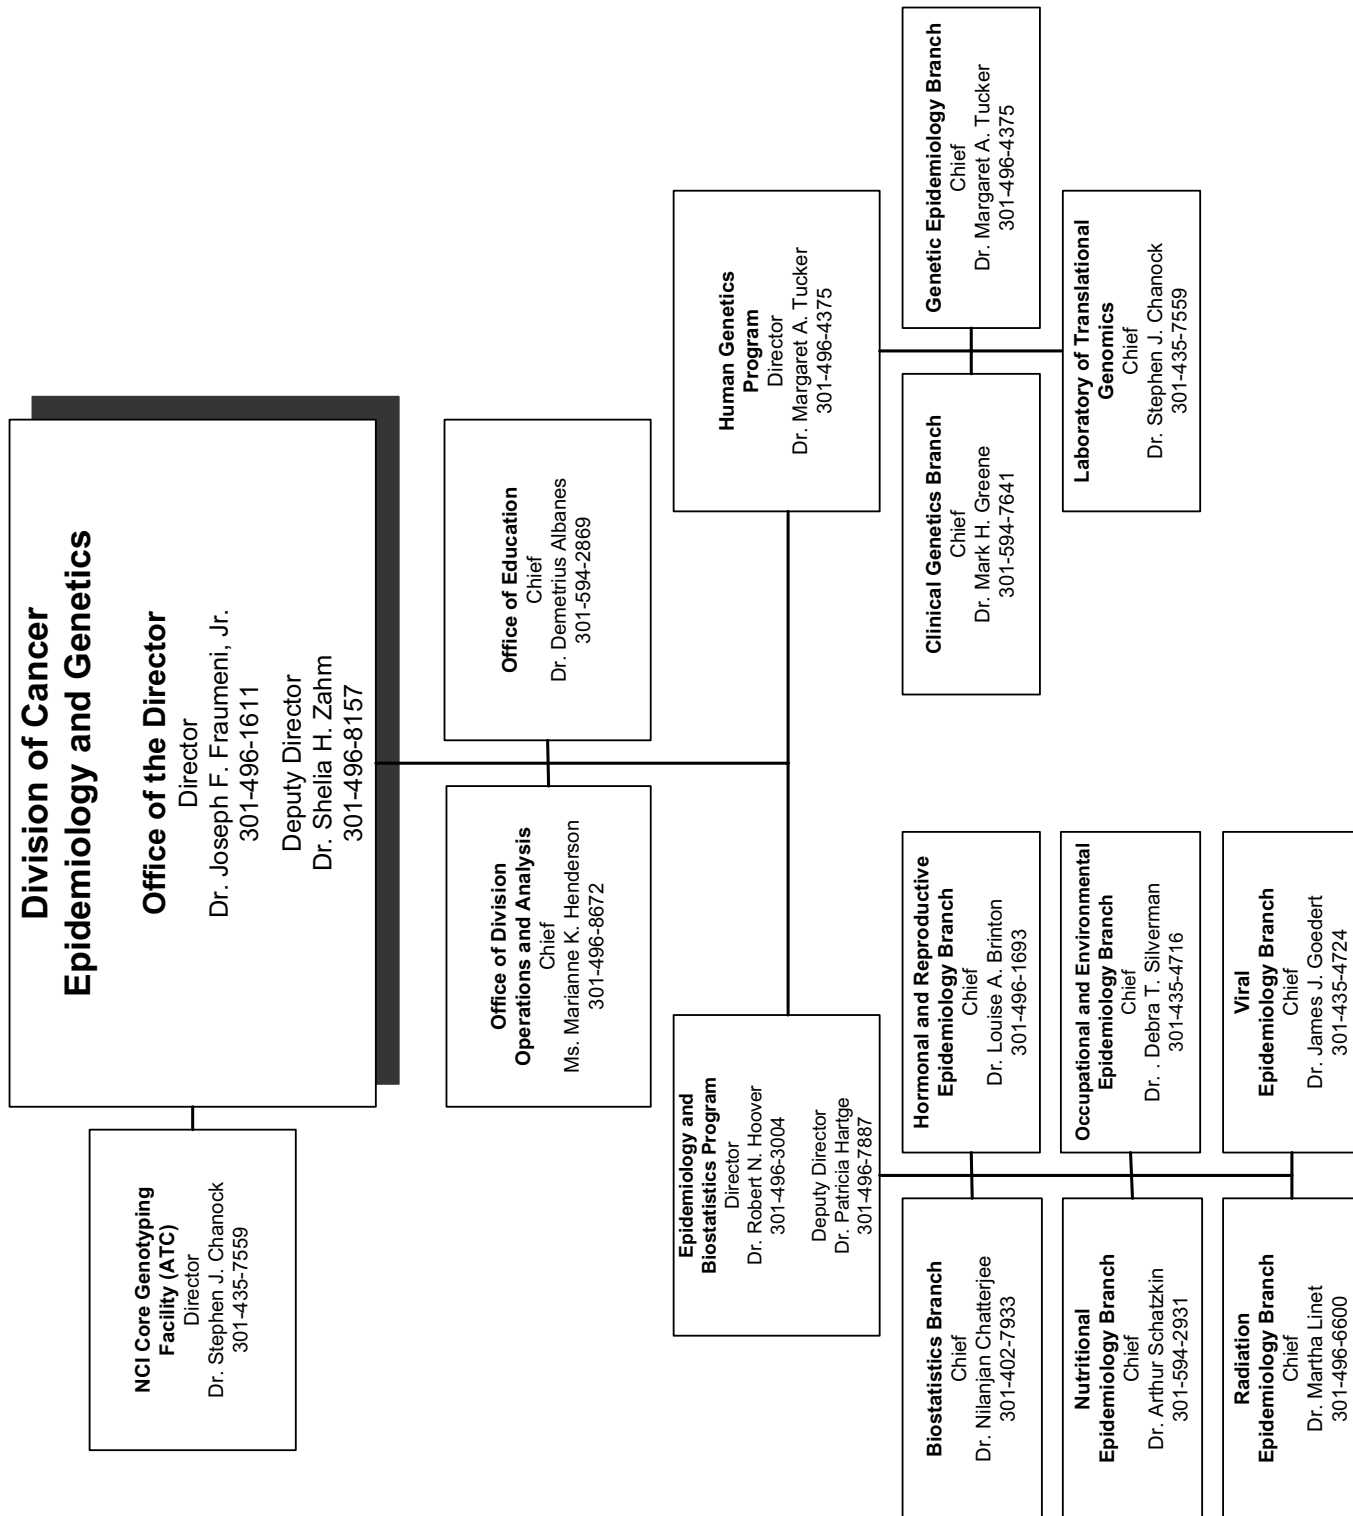 Division of Cancer
Epidemiology and Genetics
Office of the Director
Director
Dr. Joseph F. Fraumeni, Jr.
301-496-1611
Deputy Director
Dr. Shelia H. Zahm
301-496-8157
NCI Core Genotyping
Facility (ATC)
Director
Dr. Stephen J. Chanock
301-435-7559
Office of Division
Operations and Analysis
Chief
Ms. Marianne K. Henderson
301-496-8672
Office of Education
Chief
Dr. Demetrius Albanes
301-594-2869
Epidemiology and
Biostatistics Program
Director
Dr. Robert N. Hoover
301-496-3004
Deputy Director
Dr. Patricia Hartge
301-496-7887
Human Genetics
Program
Director
Dr. Margaret A. Tucker
301-496-4375
Biostatistics Branch
Chief
Dr. Nilanjan Chatterjee
301-402-7933
Hormonal and Reproductive
Epidemiology Branch
Chief
Dr. Louise A. Brinton
301-496-1693
Clinical Genetics Branch
Chief
Dr. Mark H. Greene
301-594-7641
Genetic Epidemiology Branch
Chief
Dr. Margaret A. Tucker
301-496-4375
Nutritional
Epidemiology Branch
Chief
Dr. Arthur Schatzkin
301-594-2931
Occupational and Environmental
Epidemiology Branch
Chief
Dr. . Debra T. Silverman
301-435-4716
Laboratory of Translational
Genomics
Chief
Dr. Stephen J. Chanock
301-435-7559
Radiation
Epidemiology Branch
Chief
Dr. Martha Linet
301-496-6600
Viral
Epidemiology Branch
Chief
Dr. James J. Goedert
301-435-4724